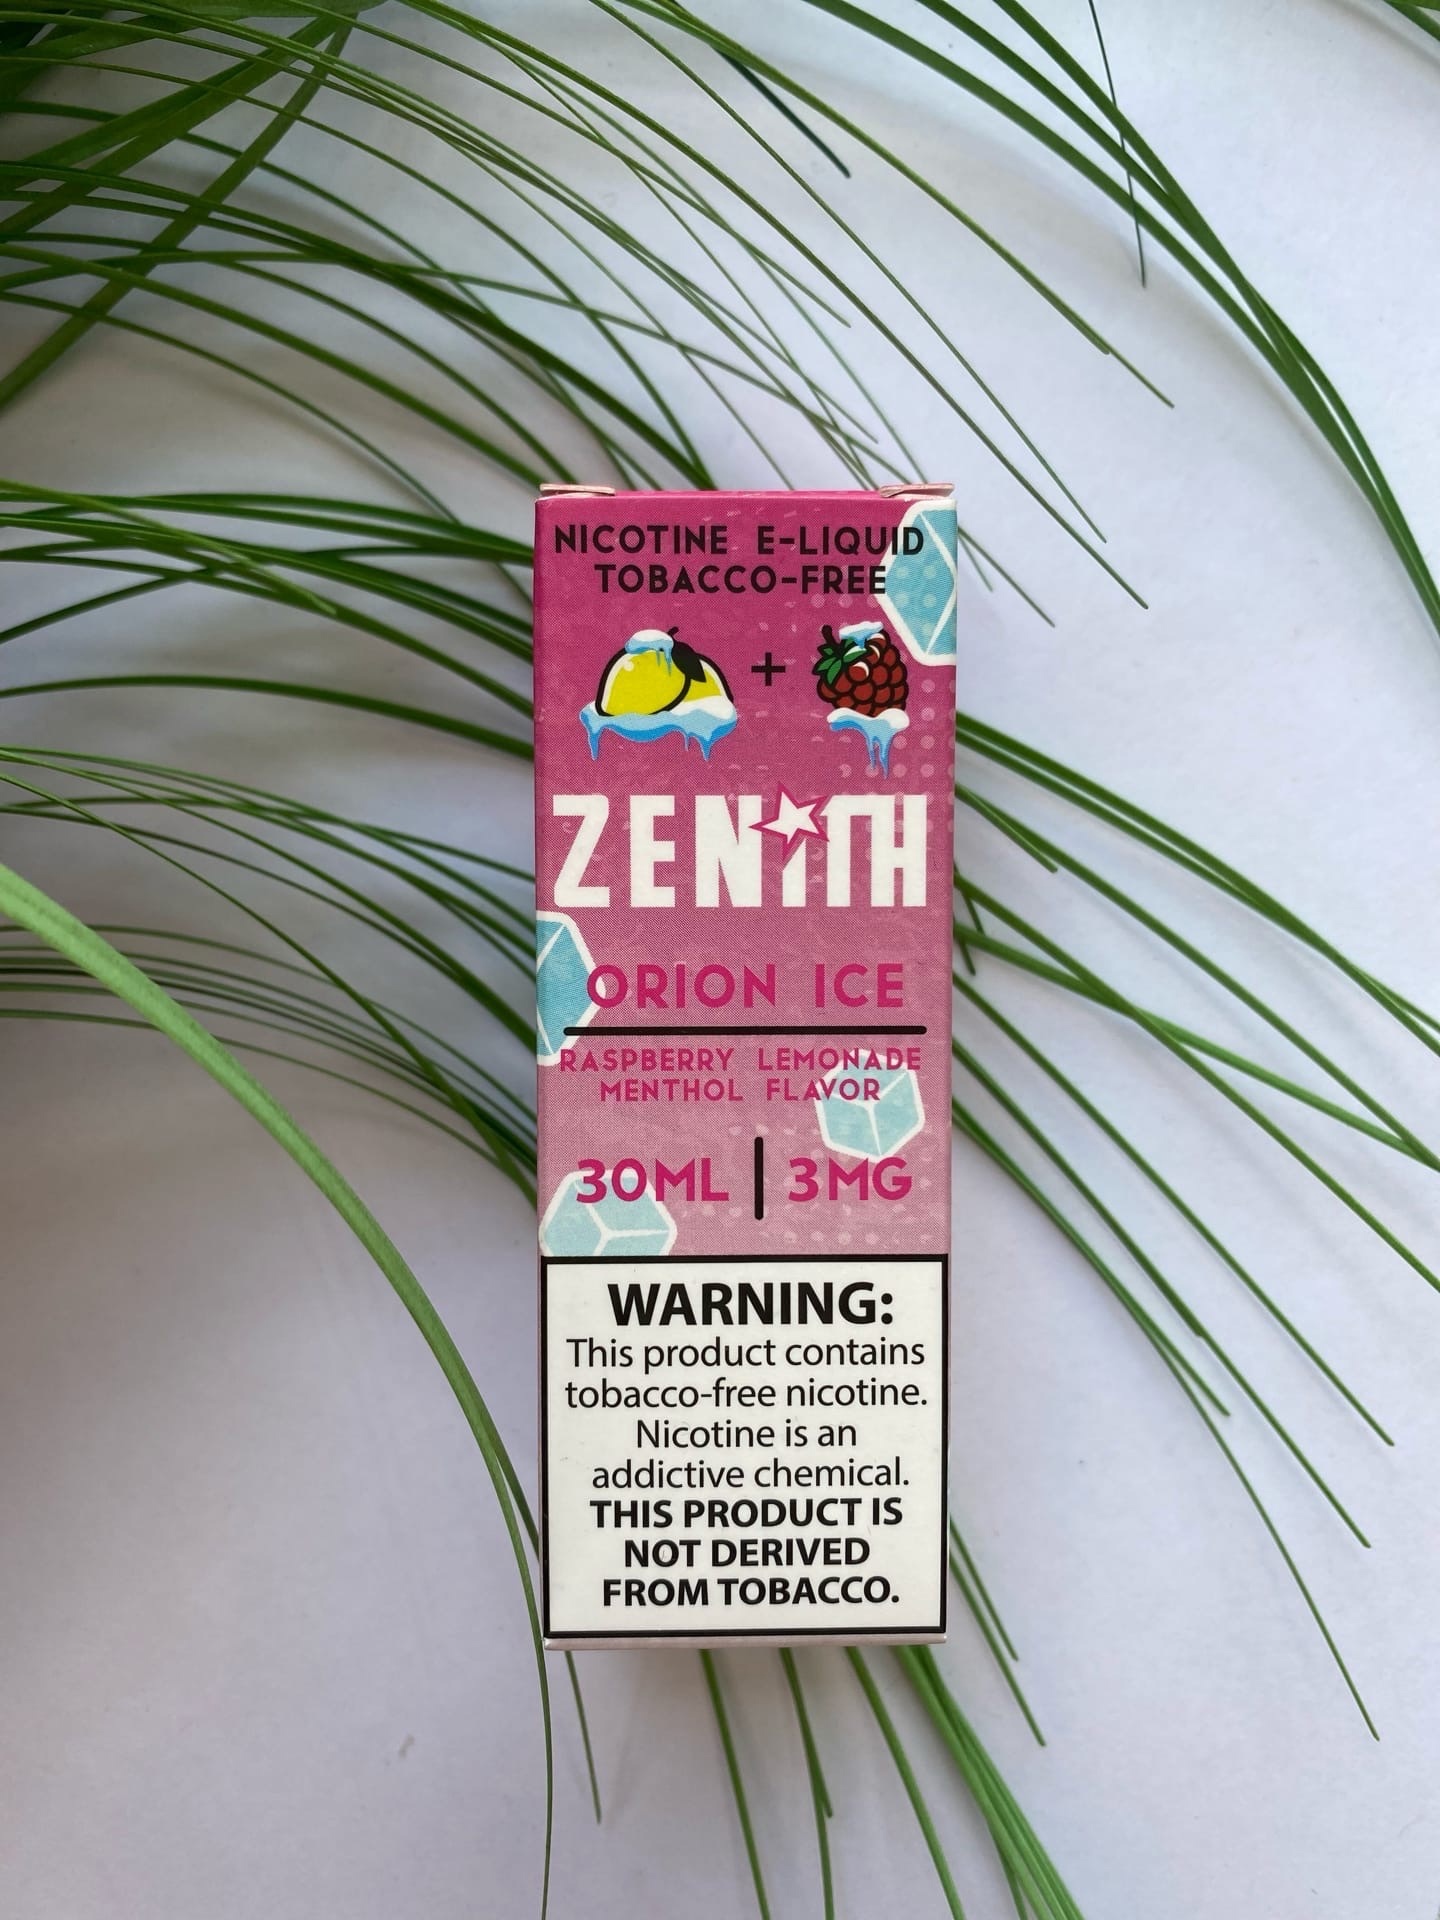 NICOTINE E-LIQUID
TOBACCO-FREE
+
ZENITH
ORION ICE
RASPBERRY LEMONADE
MENTHOL FLAVOR
30ML | 3MG
WARNING:
This product contains
tobacco-free nicotine.
Nicotine is an
addictive chemical.
THIS PRODUCT IS
NOT DERIVED
FROM TOBACCO.